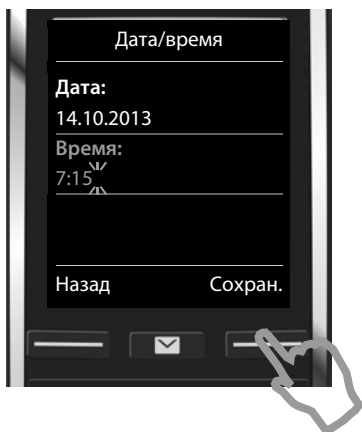 Дата/время
Дата:
14.10.2013
Время:
7:15
Назад Сохран.